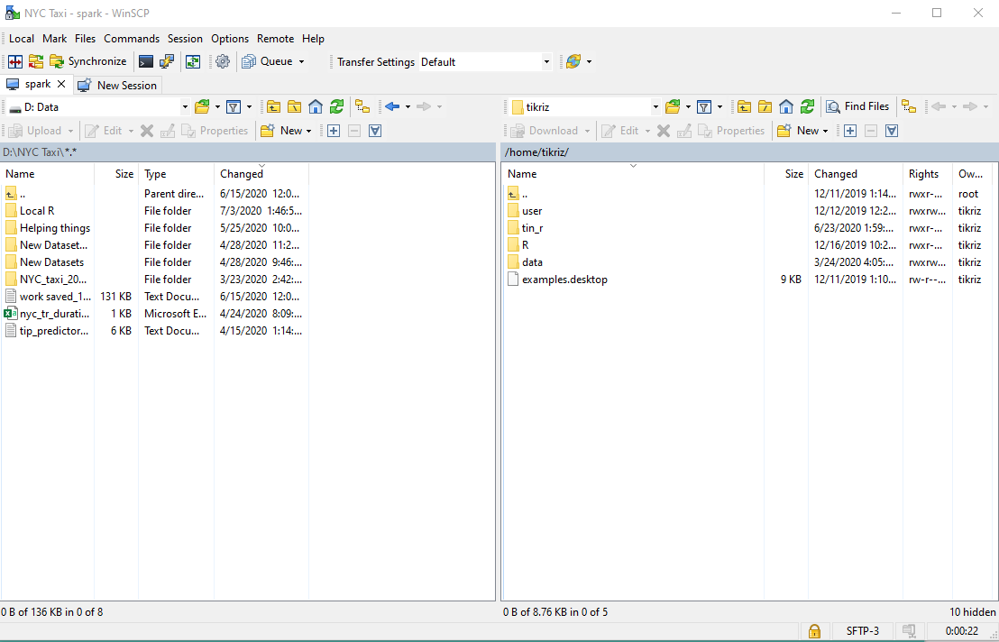 NYC Taxi - spark - WinSCP
Local Mark Files Commands Session Options Remote Help
Synchronize Queue Transfer Settings Default
spark New Session
D: Data
Upload Edit Properties New
D:\NYC Taxi\*.*
Name Size Type Changed
.. Parent dire... 6/15/2020 12:0...
Local R File folder 7/3/2020 1:46:5...
Helping things File folder 5/25/2020 10:0...
New Dataset... File folder 4/28/2020 11:2...
New Datasets File folder 4/28/2020 9:46:...
NYC_taxi_20... File folder 3/23/2020 2:42:...
work saved_1... 131 KB Text Docu... 6/15/2020 12:0...
nyc_tr_durati... 1 KB Microsoft E... 4/24/2020 8:09:...
tip_predictor... 6 KB Text Docu... 4/15/2020 1:14:...
0 B of 136 KB in 0 of 8
tikriz Find Files
Download Edit Properties New
/home/tikriz/
Name Size Changed Rights Ow...
.. 12/11/2019 1:14... rwxr-... root
user 12/12/2019 12:2... rwxrw... tikriz
tin_r 6/23/2020 1:59:... rwxr-... tikriz
R 12/16/2019 10:2... rwxr-... tikriz
data 3/24/2020 4:05:... rwxrw... tikriz
examples.desktop 9 KB 12/11/2019 1:10... rw-r--... tikriz
0 B of 8.76 KB in 0 of 5 10 hidden
SFTP-3 0:00:22